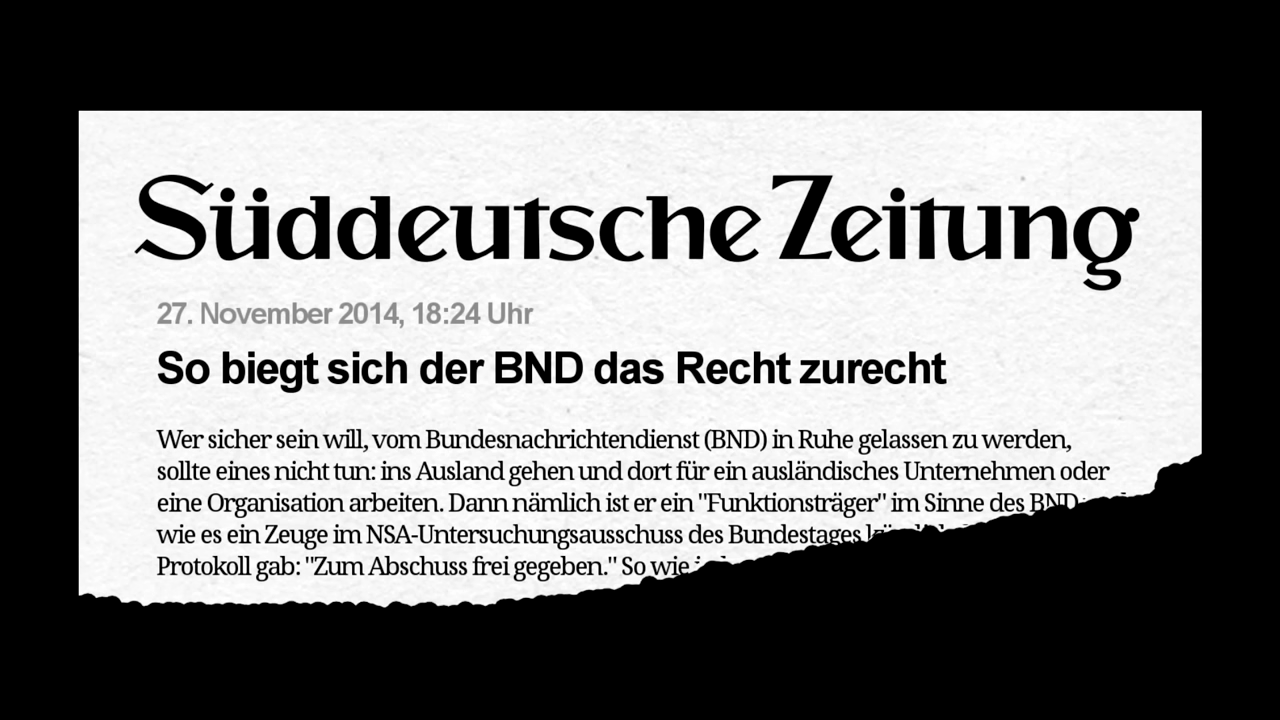 Süddeutsche Zeitung
27. November 2014, 18:24 Uhr
So biegt sich der BND das Recht zurecht
Wer sicher sein will, vom Bundesnachrichtendienst (BND) in Ruhe gelassen zu werden,
sollte eines nicht tun: ins Ausland gehen und dort für ein ausländisches Unternehmen oder
eine Organisation arbeiten. Dann nämlich ist er ein "Funktionsträger" im Sinne des BND
wie es ein Zeuge im NSA-Untersuchungsausschuss des Bundestages
Protokoll gab: "Zum Abschuss frei gegeben." So wie